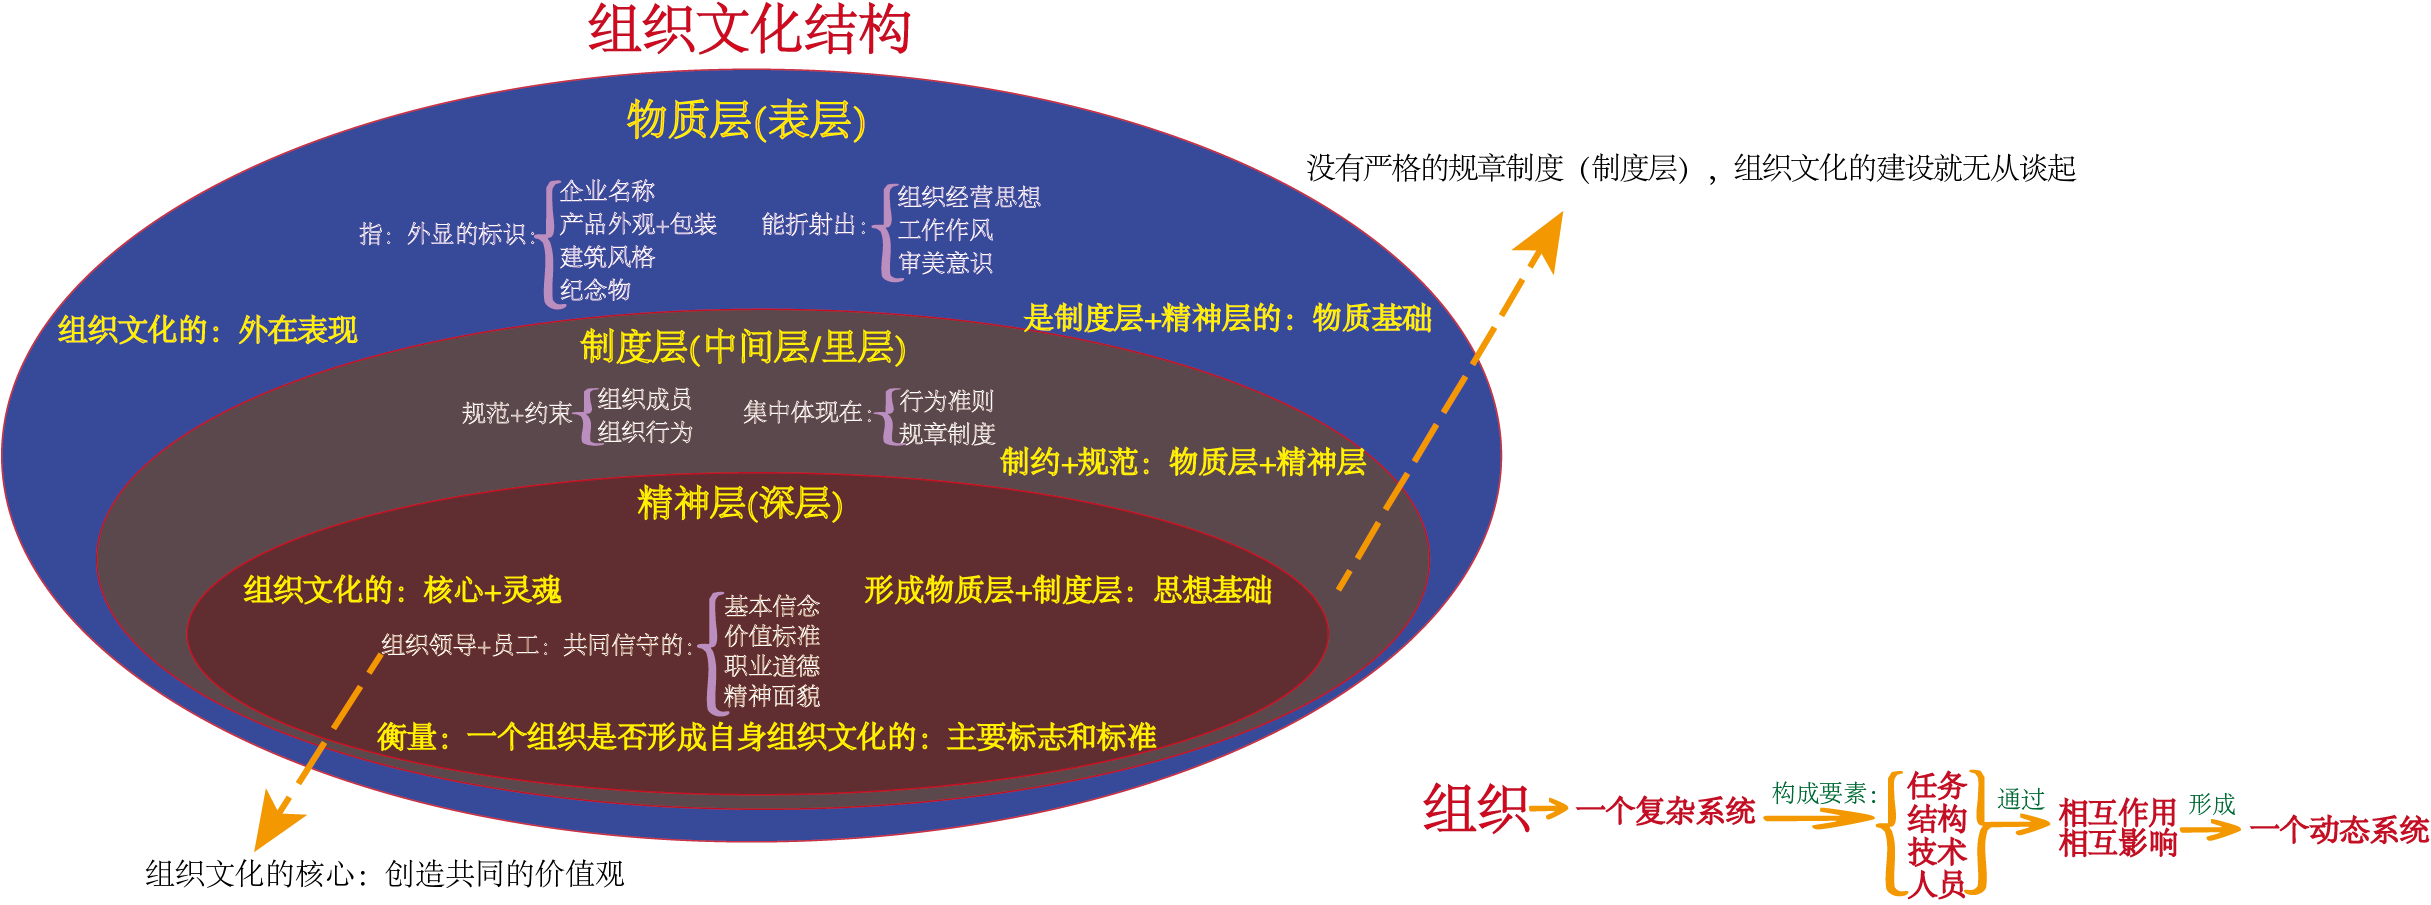 组织文化结构
物质层(表层)
没有严格的规章制度（制度层），组织文化的建设就无从谈起
指：外显的标识：
企业名称
产品外观+包装
建筑风格
纪念物
能折射出：
组织经营思想
工作作风
审美意识
组织文化的：外在表现
是制度层+精神层的：物质基础
制度层(中间层/里层)
规范+约束
组织成员
组织行为
集中体现在：
行为准则
规章制度
制约+规范：物质层+精神层
精神层(深层)
组织文化的：核心+灵魂
形成物质层+制度层：思想基础
组织领导+员工：共同信守的：
基本信念
价值标准
职业道德
精神面貌
衡量：一个组织是否形成自身组织文化的：主要标志和标准
组织文化的核心：创造共同的价值观
组织
一个复杂系统
构成要素：
任务
结构
技术
人员
通过
相互作用
相互影响
形成
一个动态系统